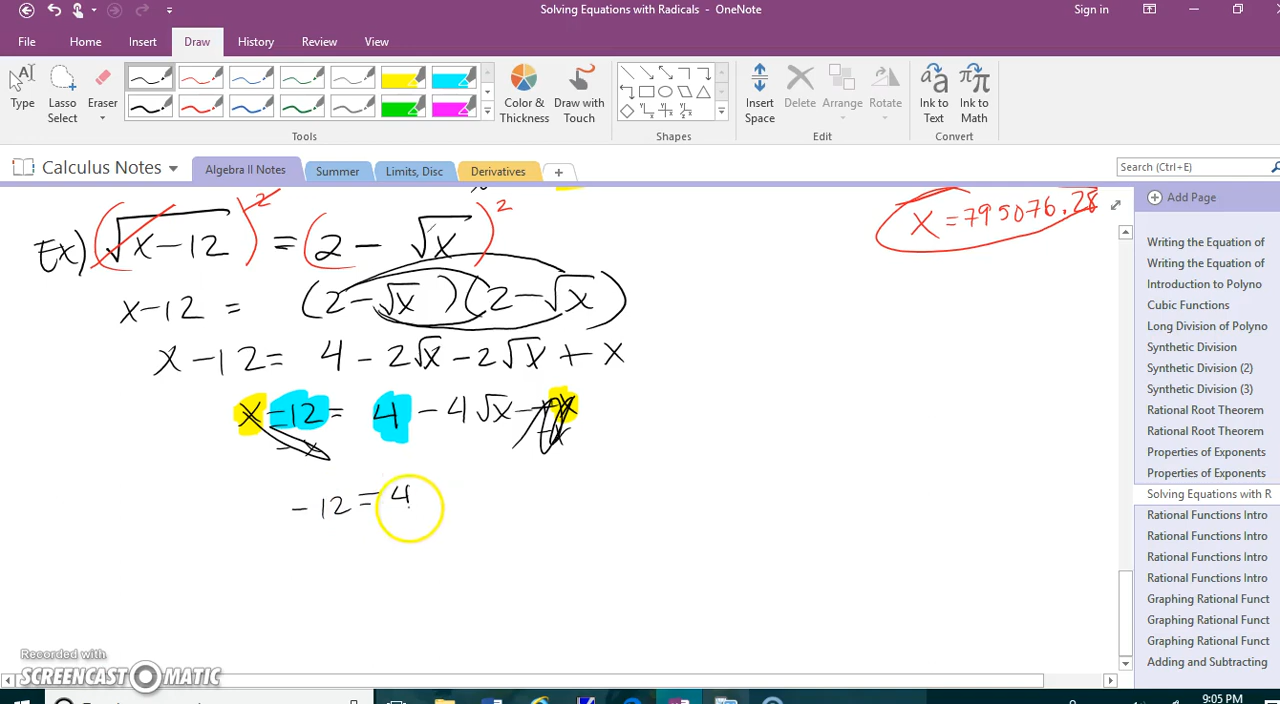 Solving Equations with Radicals - OneNote
Sign in
File Home Insert Draw History Review View
Type
Lasso Select
Eraser
Color & Thickness
Draw with Touch
Insert Space
Delete
Arrange
Rotate
Ink to Text
Ink to Math
Tools
Shapes
Edit
Convert
Calculus Notes
Algebra II Notes
Summer
Limits, Disc
Derivatives
Search (Ctrl+E)
Add Page
x = 795076.28
Ex) (√x-12)² = (2 - √x)²
x-12 = (2-√x)(2-√x)
x-12 = 4 - 2√x - 2√x + x
x-12 = 4 - 4√x
-x
-x
-12 = 4
Writing the Equation of
Writing the Equation of
Introduction to Polyno
Cubic Functions
Long Division of Polyno
Synthetic Division
Synthetic Division (2)
Synthetic Division (3)
Rational Root Theorem
Rational Root Theorem
Properties of Exponents
Properties of Exponents
Solving Equations with R
Rational Functions Intro
Rational Functions Intro
Rational Functions Intro
Rational Functions Intro
Graphing Rational Funct
Graphing Rational Funct
Graphing Rational Funct
Adding and Subtracting
Recorded with
SCREENCAST-O-MATIC
9:05 PM